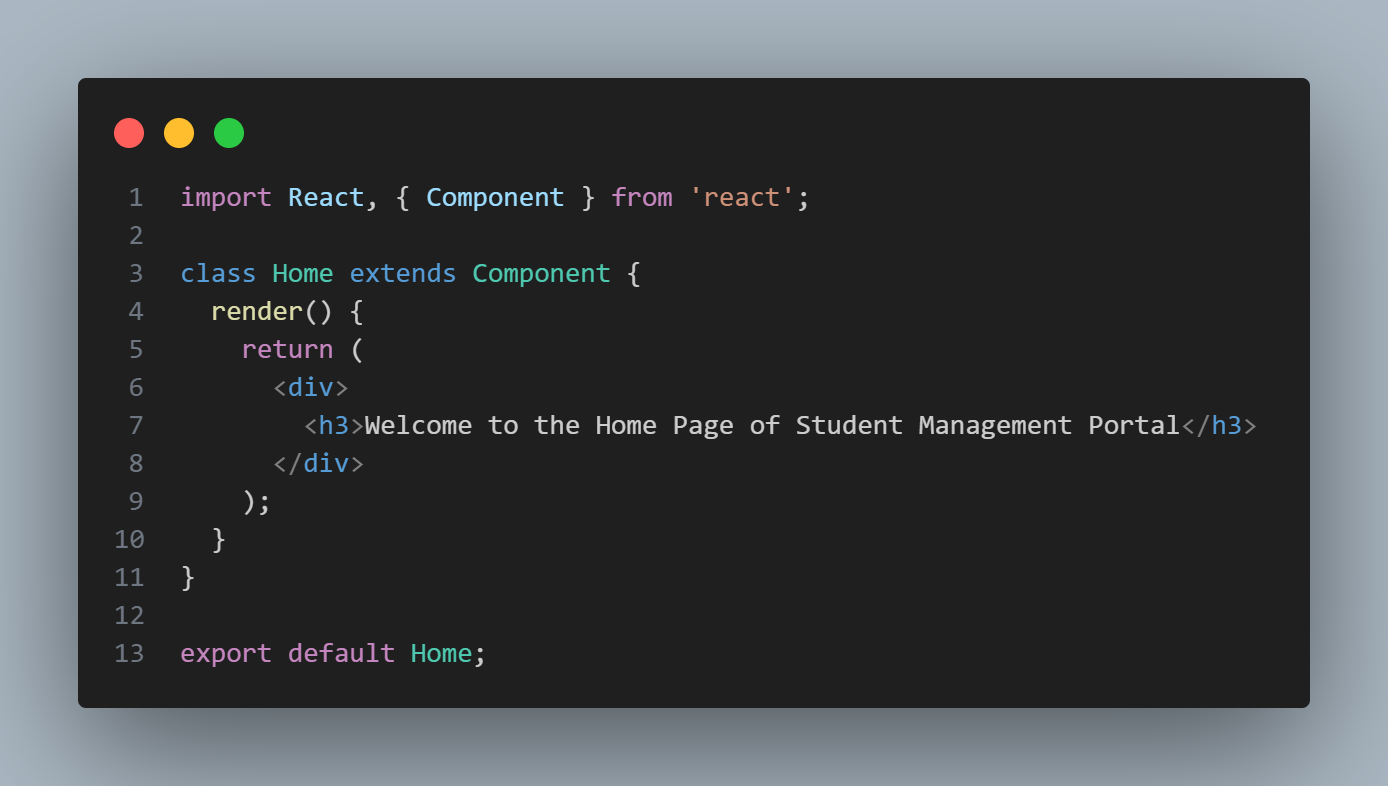 1 import React, { Component } from 'react';
2
3 class Home extends Component {
4   render() {
5     return (
6       <div>
7         <h3>Welcome to the Home Page of Student Management Portal</h3>
8       </div>
9     );
10   }
11 }
12
13 export default Home;